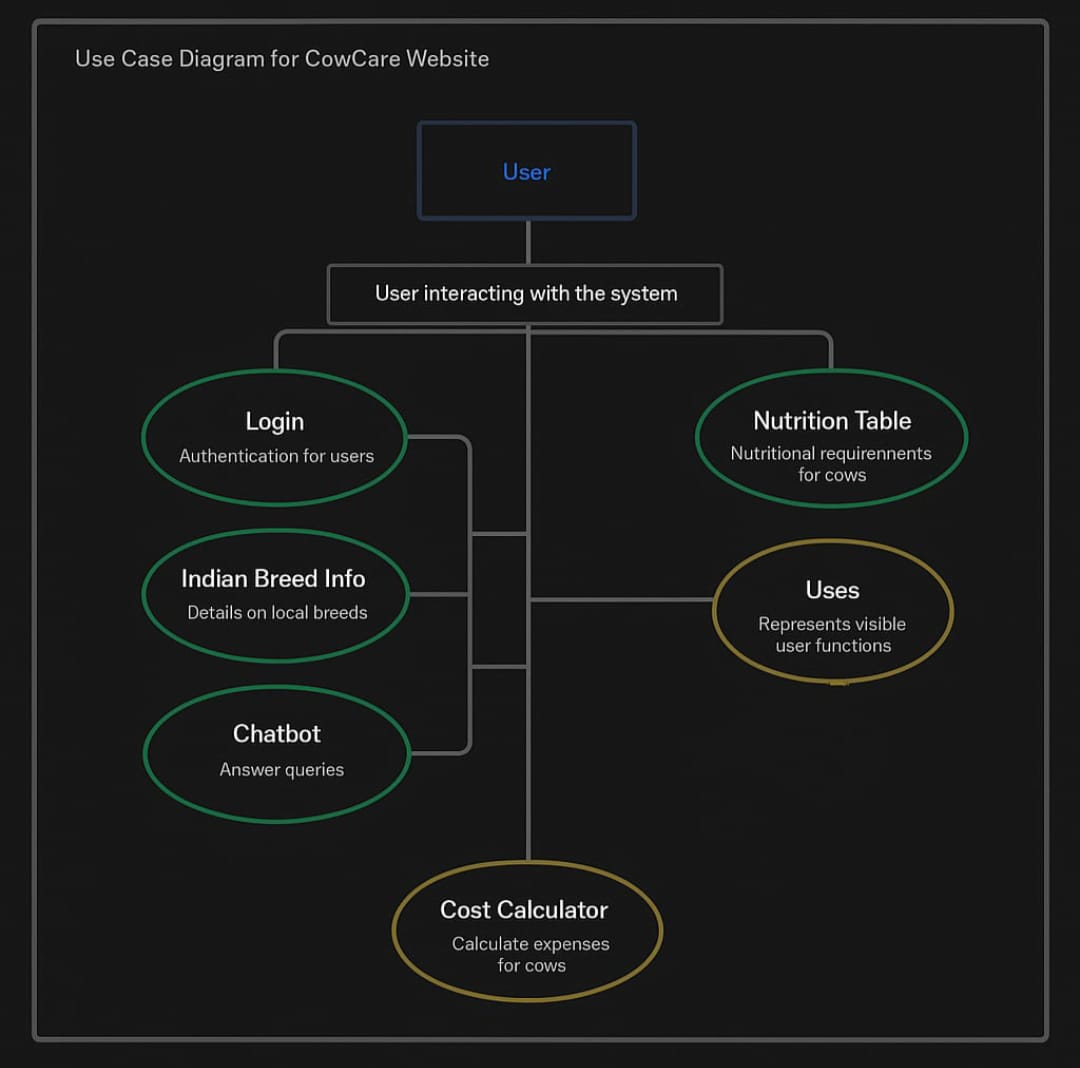 Use Case Diagram for CowCare Website
User
User interacting with the system
Login
Authentication for users
Nutrition Table
Nutritional requirennents
for cows
Indian Breed Info
Details on local breeds
Uses
Represents visible
user functions
Chatbot
Answer queries
Cost Calculator
Calculate expenses
for cows